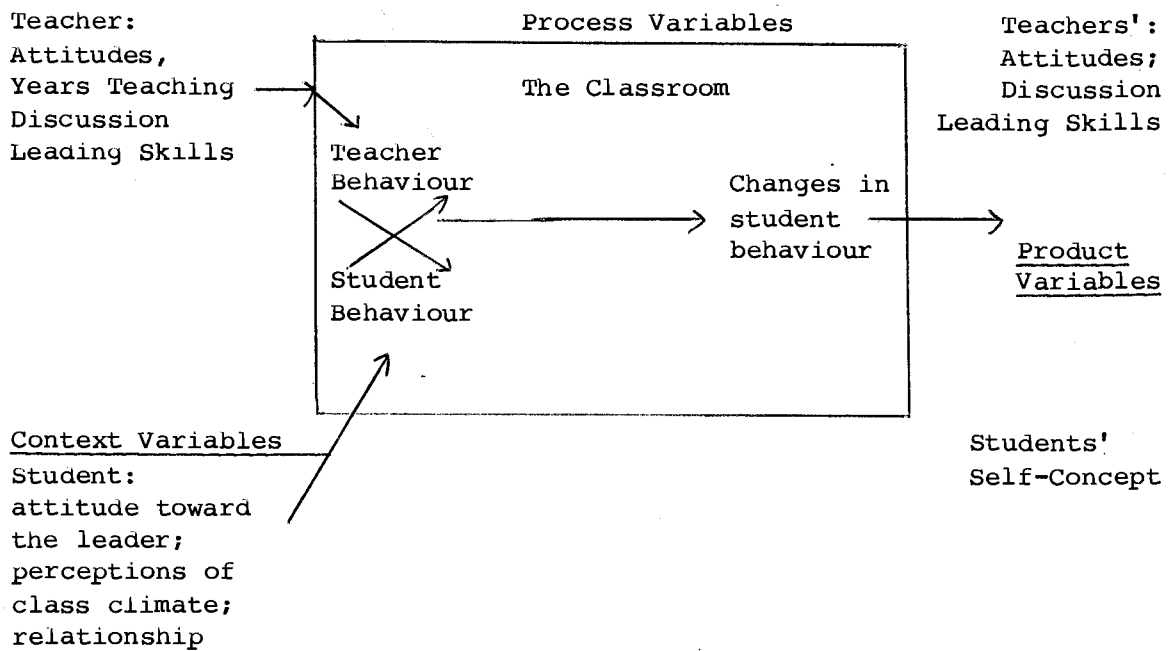 Teacher:
Attitudes,
Years Teaching
Discussion
Leading Skills
Process Variables
The Classroom
Teacher
Behaviour
Student
Behaviour
Changes in
student
behaviour
Teachers':
Attitudes;
Discussion
Leading Skills
Product
Variables
Context Variables
Student:
attitude toward
the leader;
perceptions of
class climate;
relationship
Students'
Self-Concept